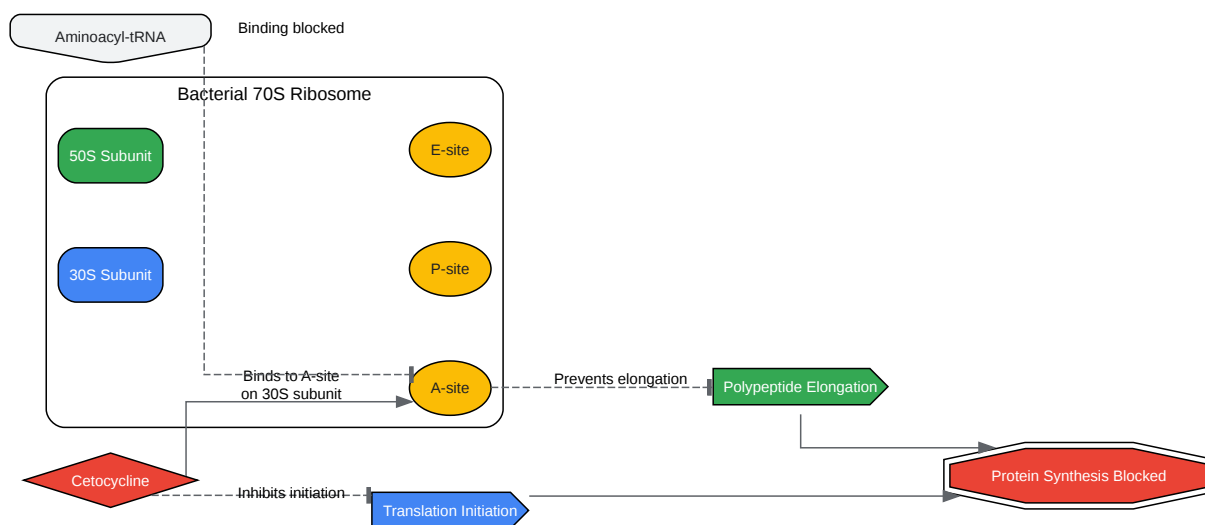 Aminoacyl-tRNA
Binding blocked
Bacterial 70S Ribosome
50S Subunit
E-site
30S Subunit
P-site
Binds to A-site
on 30S subunit
A-site
Prevents elongation
Polypeptide Elongation
Cetocycline
Inhibits initiation
Translation Initiation
Protein Synthesis Blocked